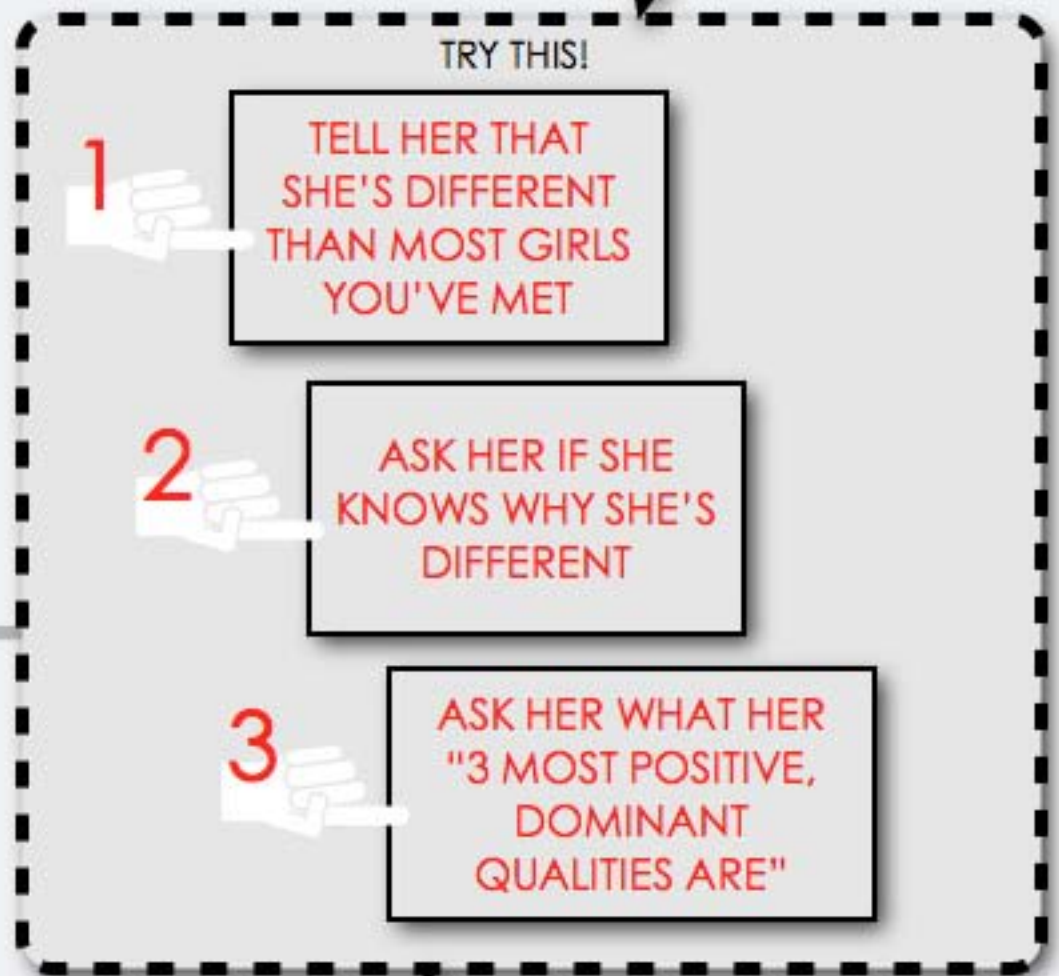 TRY THIS!
1
TELL HER THAT
SHE'S DIFFERENT
THAN MOST GIRLS
YOU'VE MET
2
ASK HER IF SHE
KNOWS WHY SHE'S
DIFFERENT
3
ASK HER WHAT HER
"3 MOST POSITIVE,
DOMINANT
QUALITIES ARE"